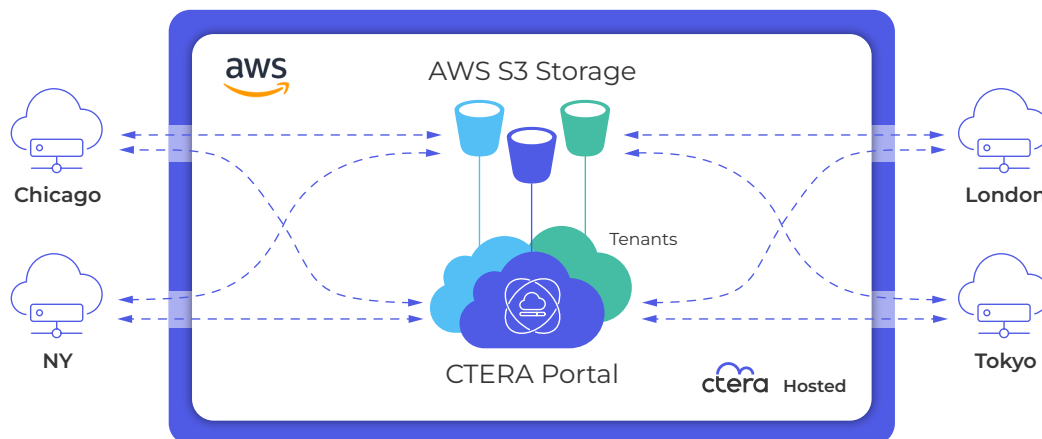 aws
AWS S3 Storage
Chicago
London
Tenants
NY
Tokyo
CTERA Portal
ctera Hosted